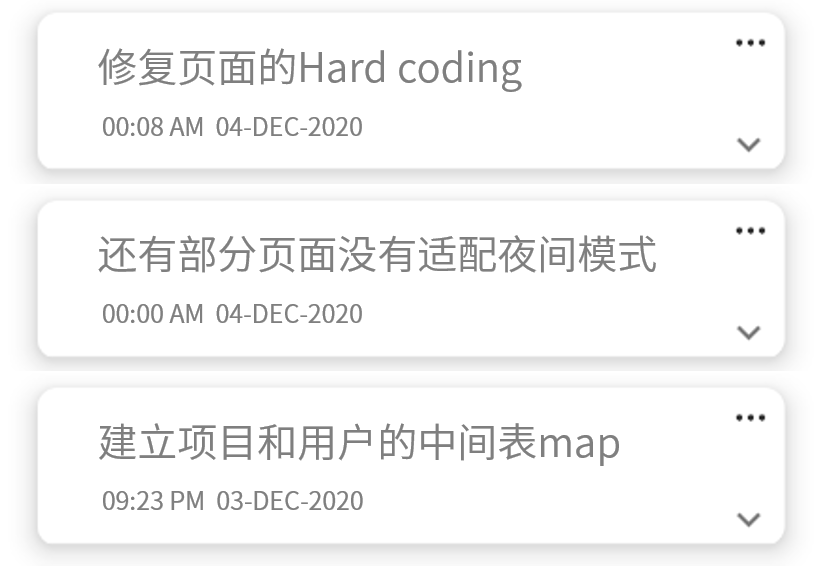 修复页面的Hard coding
00:08 AM 04-DEC-2020
还有部分页面没有适配夜间模式
00:00 AM 04-DEC-2020
建立项目和用户的中间表map
09:23 PM 03-DEC-2020